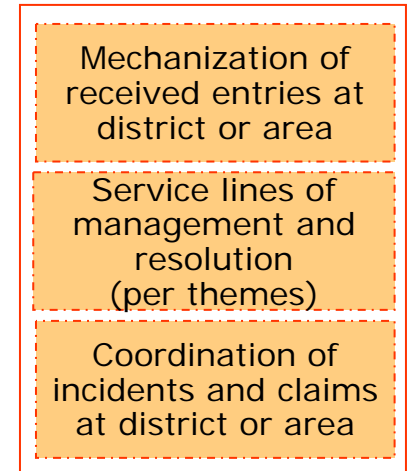 Mechanization of
received entries at
district or area
Service lines of
management and
resolution
(per themes)
Coordination of
incidents and claims
at district or area